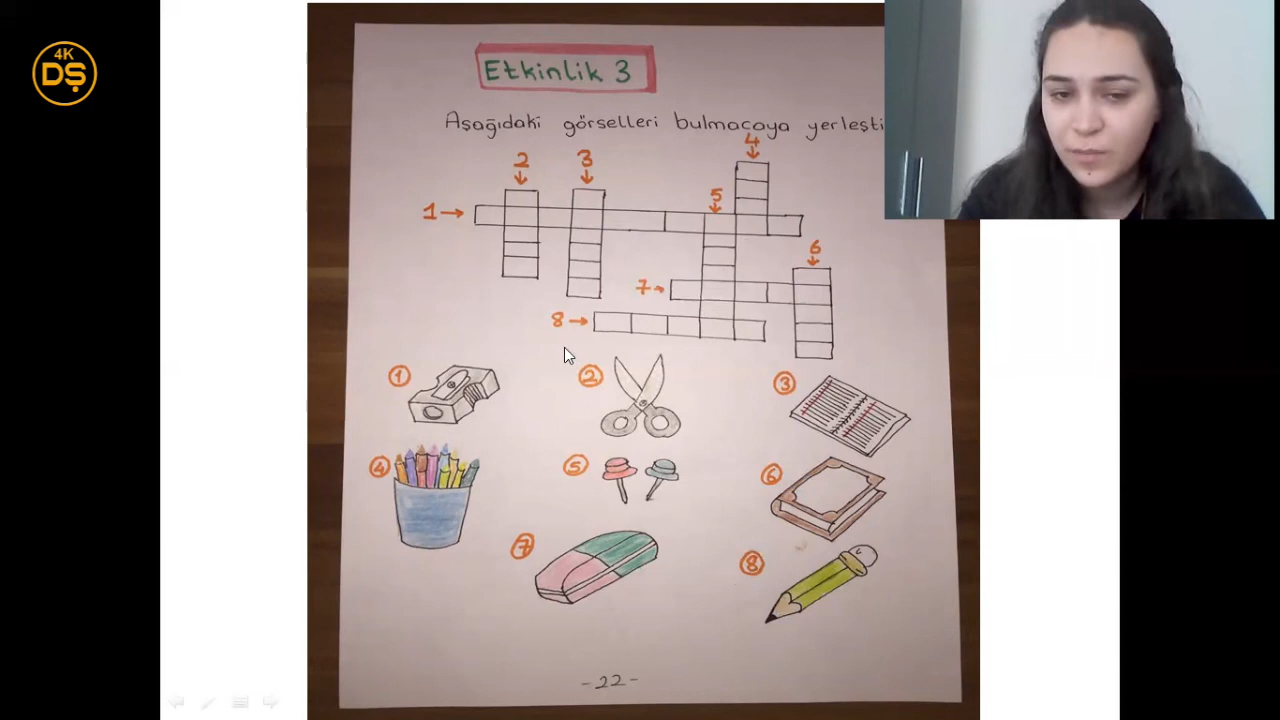 4K
DŞ
Etkinlik 3
Aşağıdaki görselleri bulmacaya yerleşti
4
2 3
5
1
6
7
8
1 2 3
4 5 6
7 8
-22-